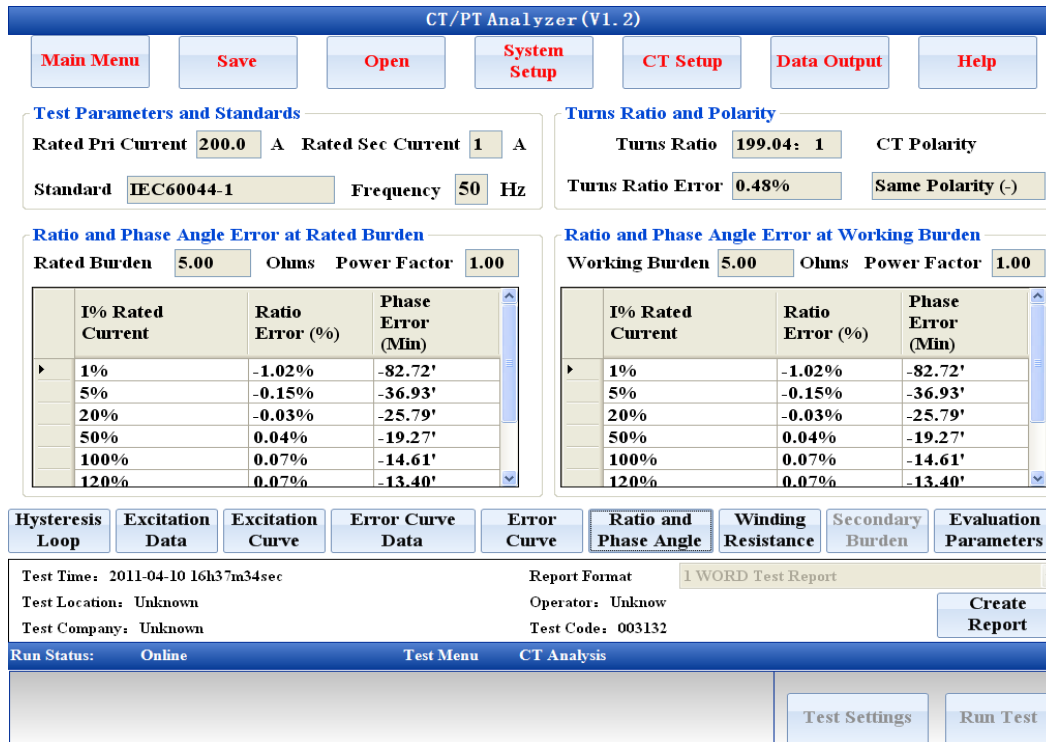 CT/PT Analyzer(V1.2)
Main Menu Save Open System Setup CT Setup Data Output Help
Test Parameters and Standards
Rated Pri Current 200.0 A Rated Sec Current 1 A
Standard IEC60044-1 Frequency 50 Hz
Turns Ratio and Polarity
Turns Ratio 199.04: 1 CT Polarity
Turns Ratio Error 0.48% Same Polarity (-)
Ratio and Phase Angle Error at Rated Burden
Rated Burden 5.00 Ohms Power Factor 1.00
I% Rated Current Ratio Error (%) Phase Error (Min)
1% -1.02% -82.72'
5% -0.15% -36.93'
20% -0.03% -25.79'
50% 0.04% -19.27'
100% 0.07% -14.61'
120% 0.07% -13.40'
Ratio and Phase Angle Error at Working Burden
Working Burden 5.00 Ohms Power Factor 1.00
I% Rated Current Ratio Error (%) Phase Error (Min)
1% -1.02% -82.72'
5% -0.15% -36.93'
20% -0.03% -25.79'
50% 0.04% -19.27'
100% 0.07% -14.61'
120% 0.07% -13.40'
Hysteresis Loop Excitation Data Excitation Curve Error Curve Data Error Curve Ratio and Phase Angle Winding Resistance Secondary Burden Evaluation Parameters
Test Time: 2011-04-10 16h37m34sec Report Format 1 WORD Test Report
Test Location: Unknown Operator: Unknow
Test Company: Unknown Test Code: 003132
Create Report
Run Status: Online Test Menu CT Analysis
Test Settings Run Test